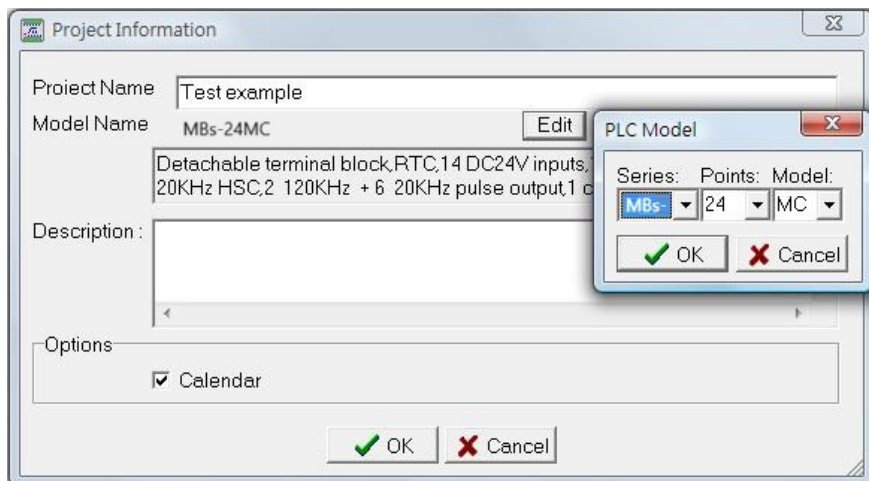 Project Information
Project Name
Test example
Model Name
MBs-24MC
Edit
Detachable terminal block,RTC,14 DC24V inputs,
20KHz HSC,2 120KHz + 6 20KHz pulse output,1
Description :
Options
Calendar
OK
Cancel
PLC Model
Series: Points: Model:
MBs- 24 MC
OK
Cancel